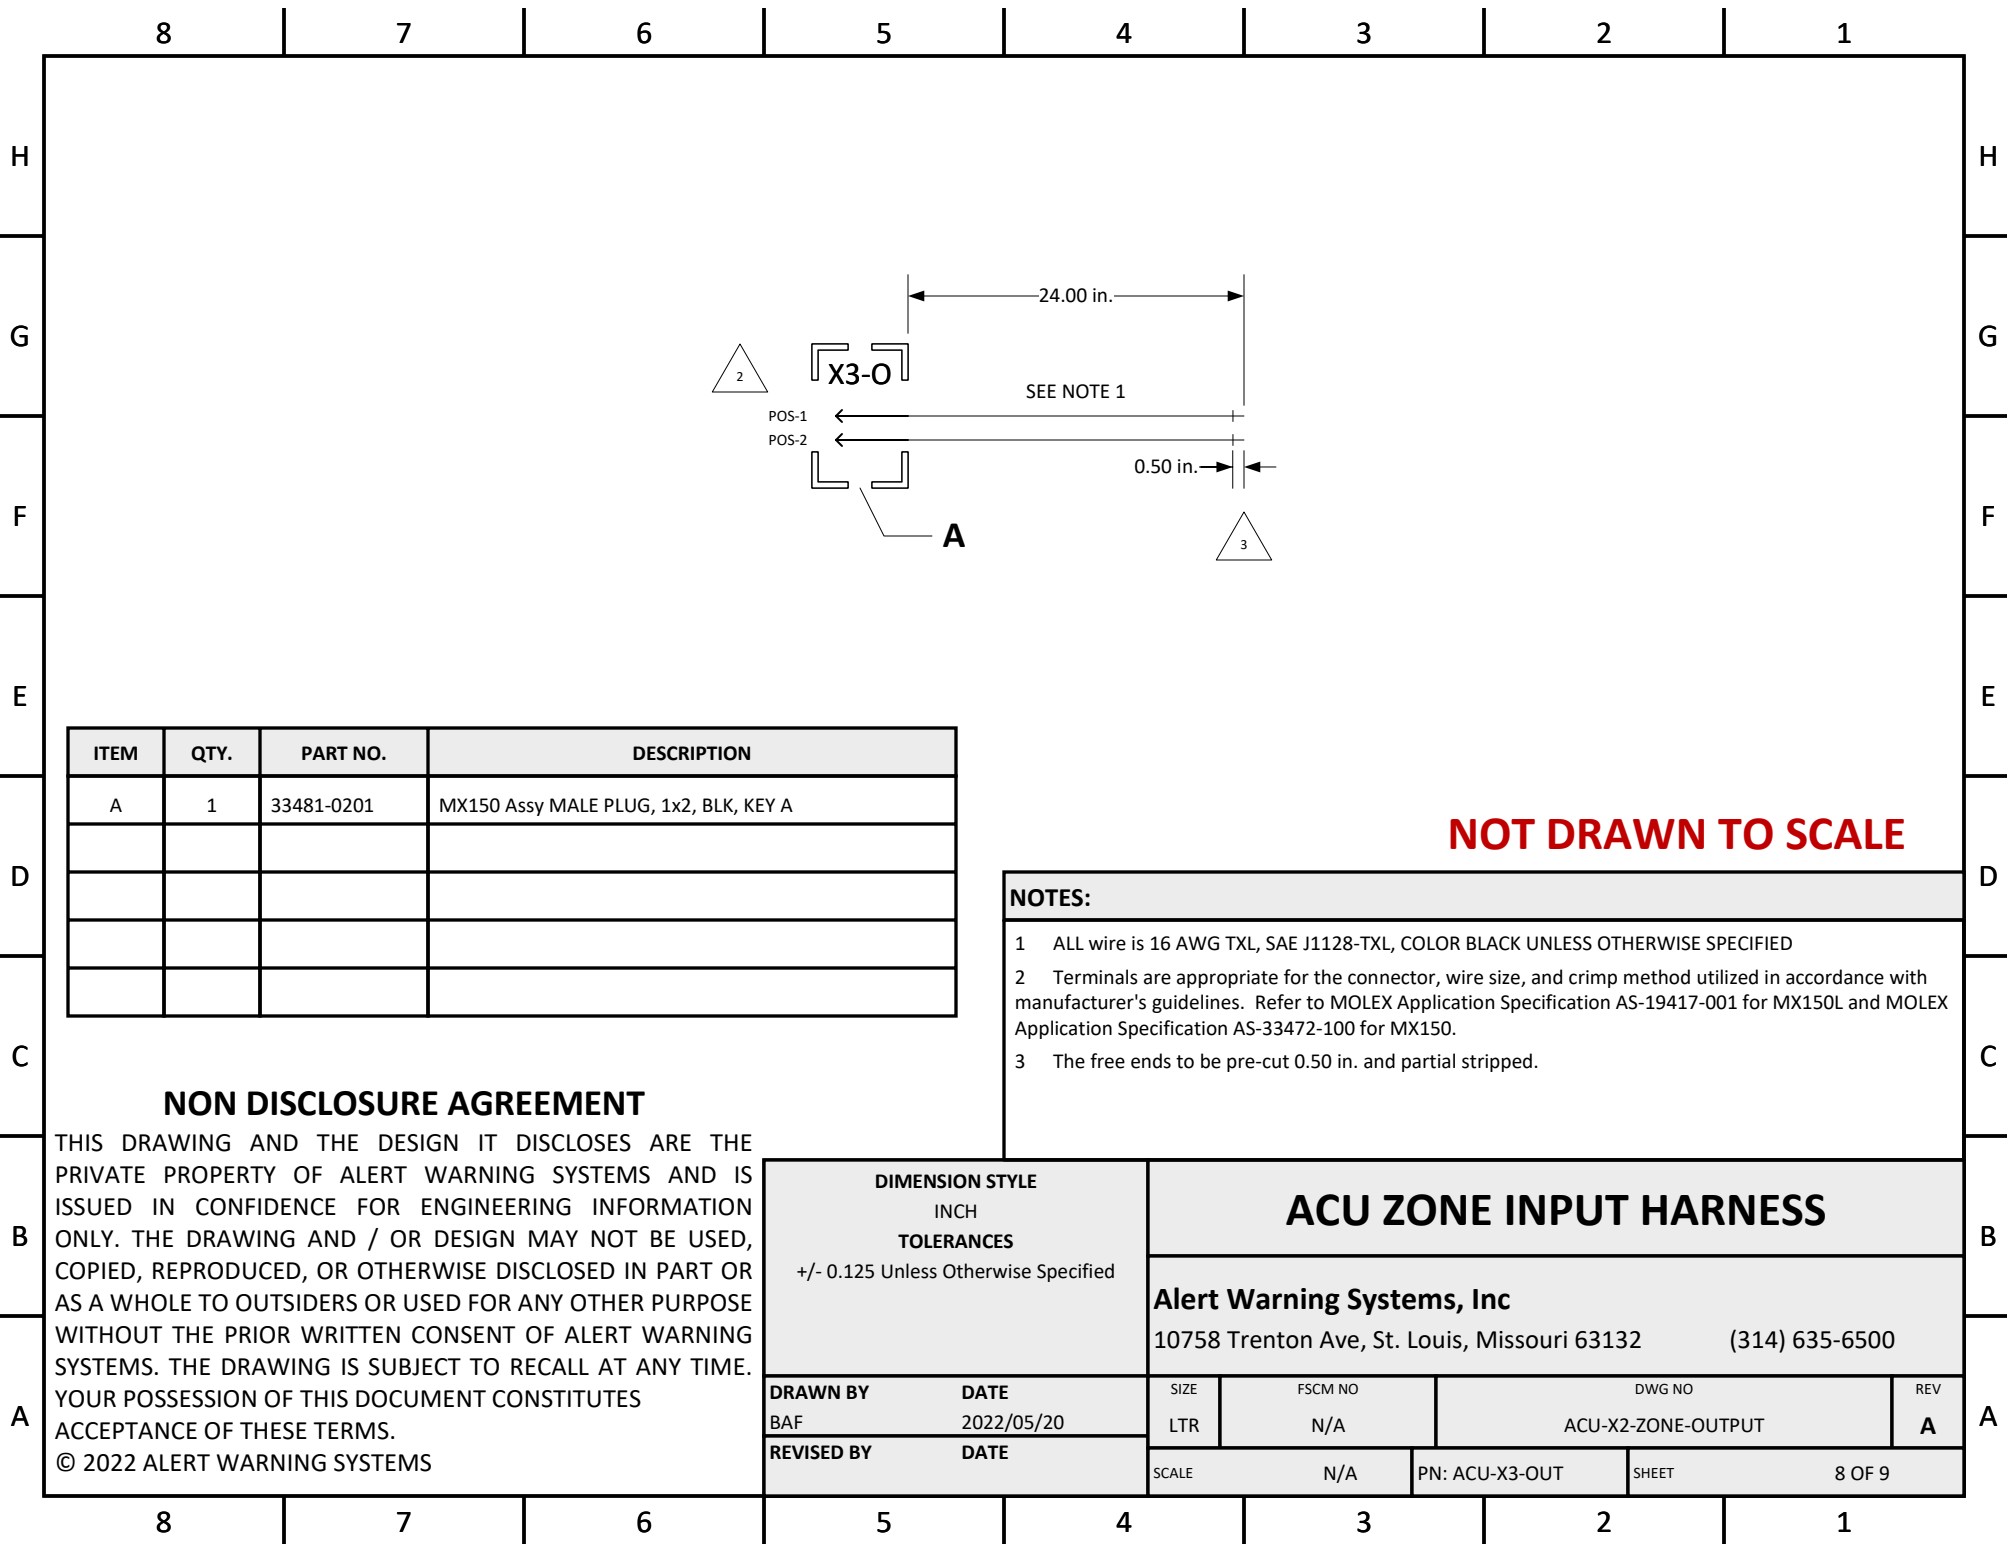 8 7 6 5 4 3 2 1
H H
24.00 in.
G G
2
X3-O
SEE NOTE 1
POS-1
POS-2
0.50 in.
F F
A
3
E E
ITEM QTY. PART NO. DESCRIPTION
A 1 33481-0201 MX150 Assy MALE PLUG, 1x2, BLK, KEY A
NOT DRAWN TO SCALE
D D
NOTES:
1 ALL wire is 16 AWG TXL, SAE J1128-TXL, COLOR BLACK UNLESS OTHERWISE SPECIFIED
2 Terminals are appropriate for the connector, wire size, and crimp method utilized in accordance with
manufacturer's guidelines. Refer to MOLEX Application Specification AS-19417-001 for MX150L and MOLEX
Application Specification AS-33472-100 for MX150.
3 The free ends to be pre-cut 0.50 in. and partial stripped.
C C
NON DISCLOSURE AGREEMENT
THIS DRAWING AND THE DESIGN IT DISCLOSES ARE THE
PRIVATE PROPERTY OF ALERT WARNING SYSTEMS AND IS
ISSUED IN CONFIDENCE FOR ENGINEERING INFORMATION
ONLY. THE DRAWING AND / OR DESIGN MAY NOT BE USED,
COPIED, REPRODUCED, OR OTHERWISE DISCLOSED IN PART OR
AS A WHOLE TO OUTSIDERS OR USED FOR ANY OTHER PURPOSE
WITHOUT THE PRIOR WRITTEN CONSENT OF ALERT WARNING
SYSTEMS. THE DRAWING IS SUBJECT TO RECALL AT ANY TIME.
YOUR POSSESSION OF THIS DOCUMENT CONSTITUTES
ACCEPTANCE OF THESE TERMS.
© 2022 ALERT WARNING SYSTEMS
B B
DIMENSION STYLE
INCH
TOLERANCES
+/- 0.125 Unless Otherwise Specified
ACU ZONE INPUT HARNESS
Alert Warning Systems, Inc
10758 Trenton Ave, St. Louis, Missouri 63132 (314) 635-6500
A A
DRAWN BY DATE
BAF 2022/05/20
REVISED BY DATE
SIZE FSCM NO DWG NO REV
LTR N/A ACU-X2-ZONE-OUTPUT A
SCALE N/A PN: ACU-X3-OUT SHEET 8 OF 9
8 7 6 5 4 3 2 1